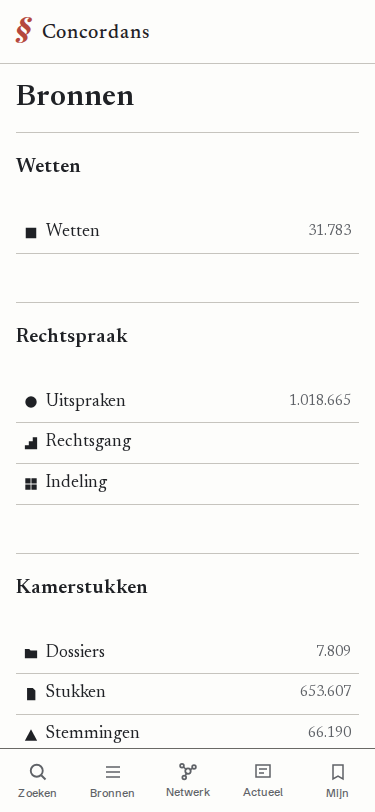 § Concordans
Bronnen
Wetten
Wetten 31.783
Rechtspraak
Uitspraken 1.018.665
Rechtsgang
Indeling
Kamerstukken
Dossiers 7.809
Stukken 653.607
Stemmingen 66.190
Zoeken Bronnen Netwerk Actueel Mijn